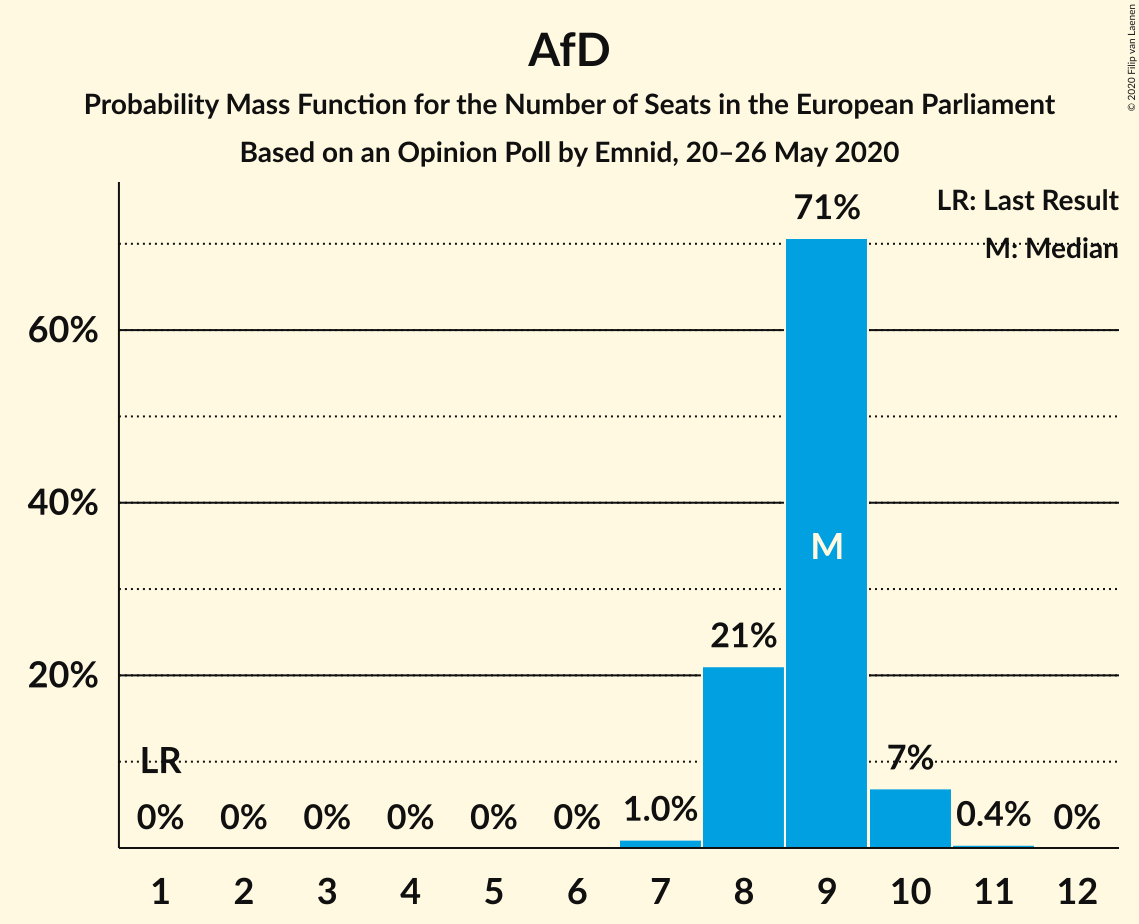 AfD
Probability Mass Function for the Number of Seats in the European Parliament
Based on an Opinion Poll by Emnid, 20–26 May 2020
© 2020 Filip van Laenen
LR: Last Result
M: Median
71%
60%
40%
M
21%
20%
LR
7%
0% 0% 0% 0% 0% 0% 1.0% 0.4% 0%
1 2 3 4 5 6 7 8 9 10 11 12